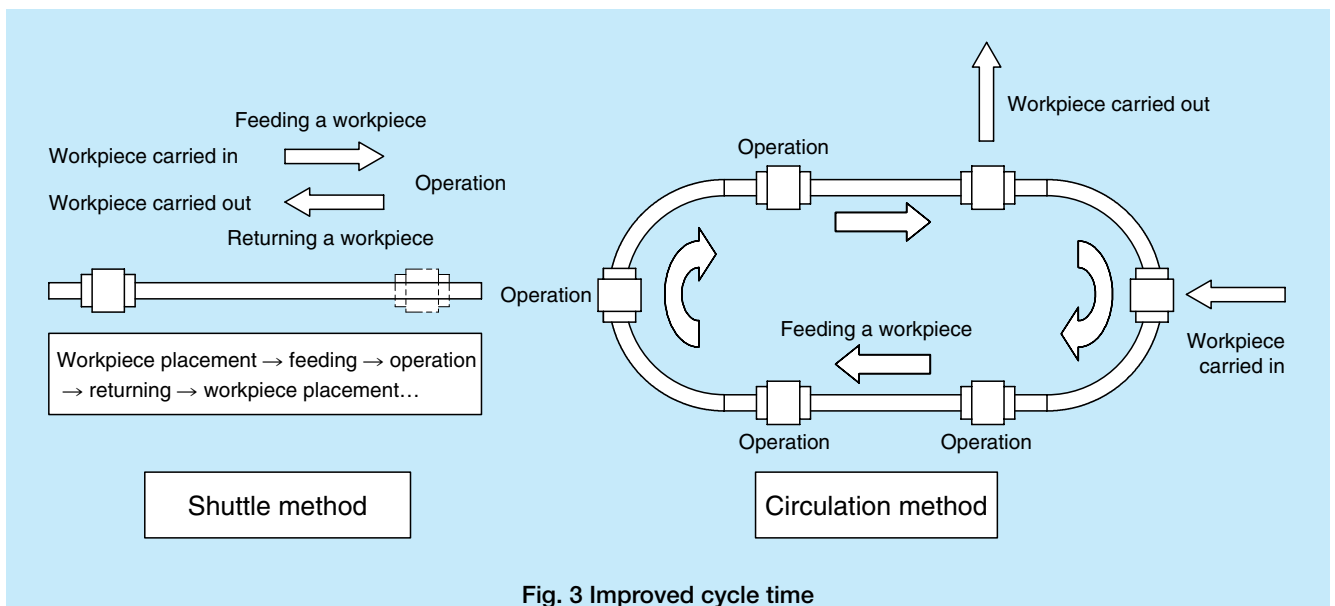 Feeding a workpiece
Workpiece carried in
Operation
Workpiece carried out
Returning a workpiece
Workpiece placement → feeding → operation
→ returning → workpiece placement…
Shuttle method
Workpiece carried out
Operation
Operation
Feeding a workpiece
Workpiece
carried in
Operation
Operation
Circulation method
Fig. 3 Improved cycle time